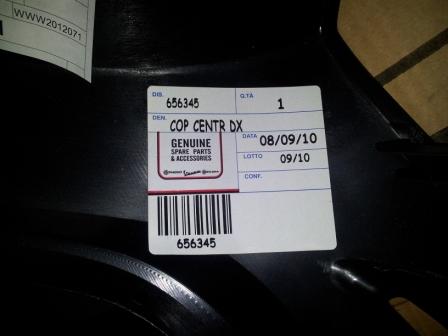 WWW2012071
DIS.
656345
Q.TÀ
1
DEN.
COP CENTR DX
GENUINE
SPARE PARTS
& ACCESSORIES
DATA 08/09/10
LOTTO 09/10
CONF.
656345